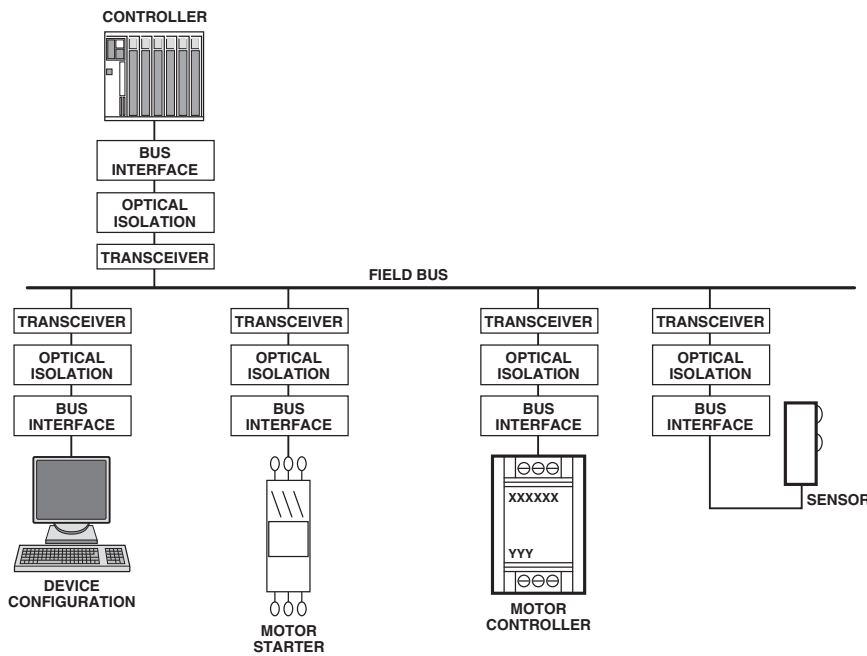 CONTROLLER
BUS
INTERFACE
OPTICAL
ISOLATION
TRANSCEIVER
FIELD BUS
TRANSCEIVER
OPTICAL
ISOLATION
BUS
INTERFACE
DEVICE
CONFIGURATION
TRANSCEIVER
OPTICAL
ISOLATION
BUS
INTERFACE
MOTOR
STARTER
TRANSCEIVER
OPTICAL
ISOLATION
BUS
INTERFACE
XXXXXX
YYY
MOTOR
CONTROLLER
TRANSCEIVER
OPTICAL
ISOLATION
BUS
INTERFACE
SENSOR